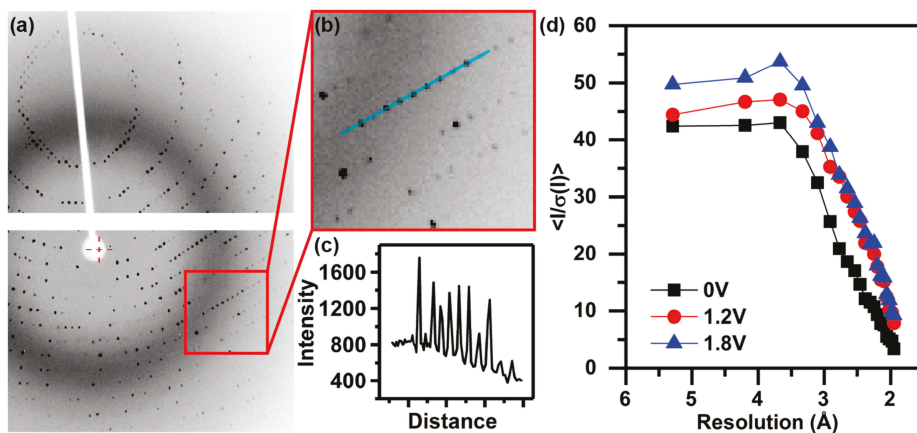 (a)
(b)
(c)
1600
1200
800
400
Intensity
Distance
(d)
60
50
40
30
20
10
0
<I/σ(I)>
0V
1.2V
1.8V
6
5
4
3
2
Resolution (Å)